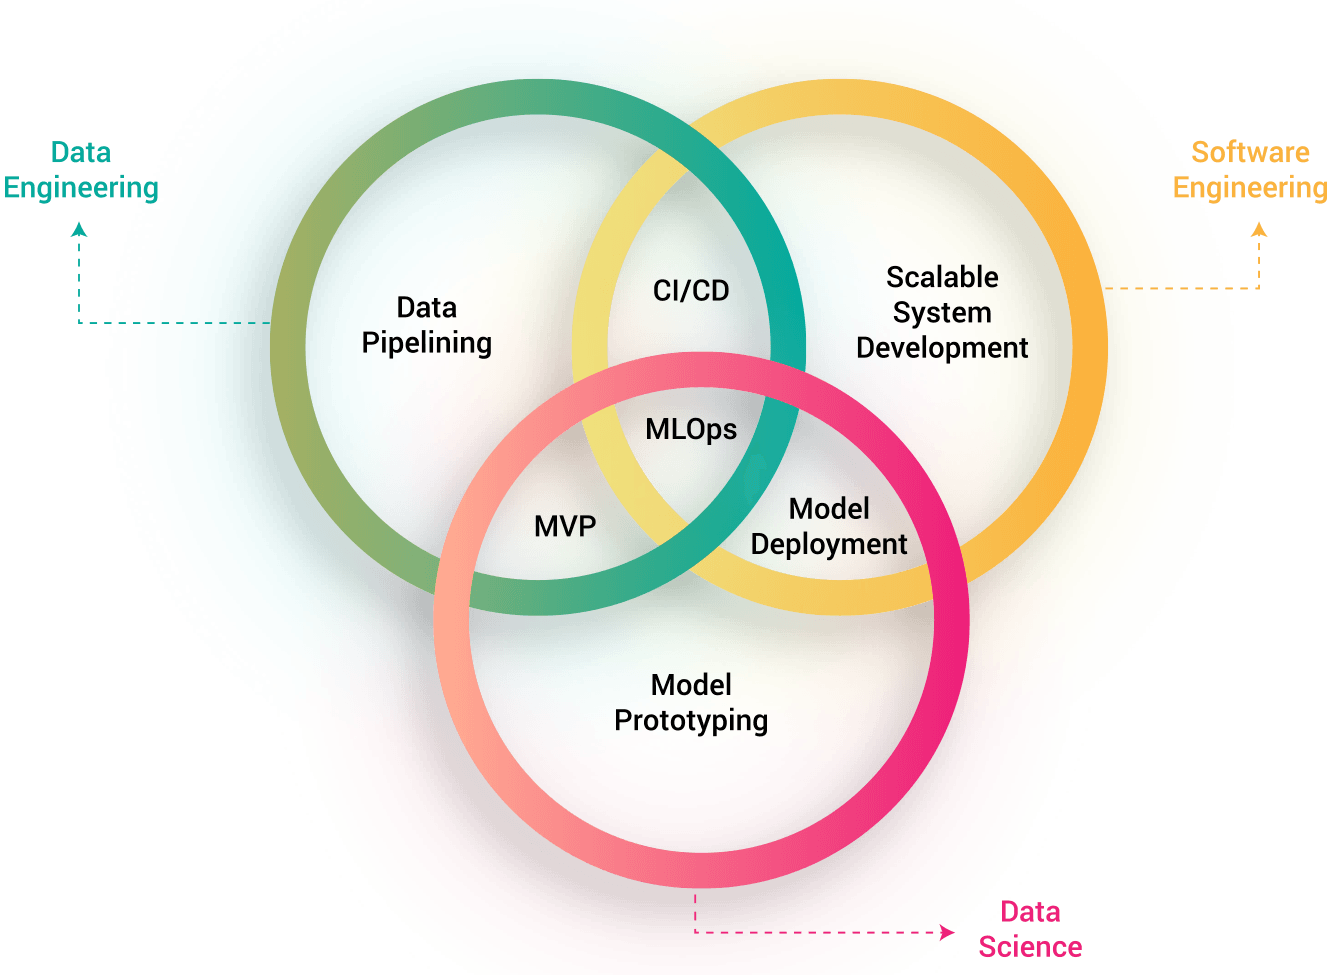 Data
Engineering
Software
Engineering
Data
Pipelining
CI/CD
Scalable
System
Development
MLOps
MVP
Model
Deployment
Model
Prototyping
Data
Science